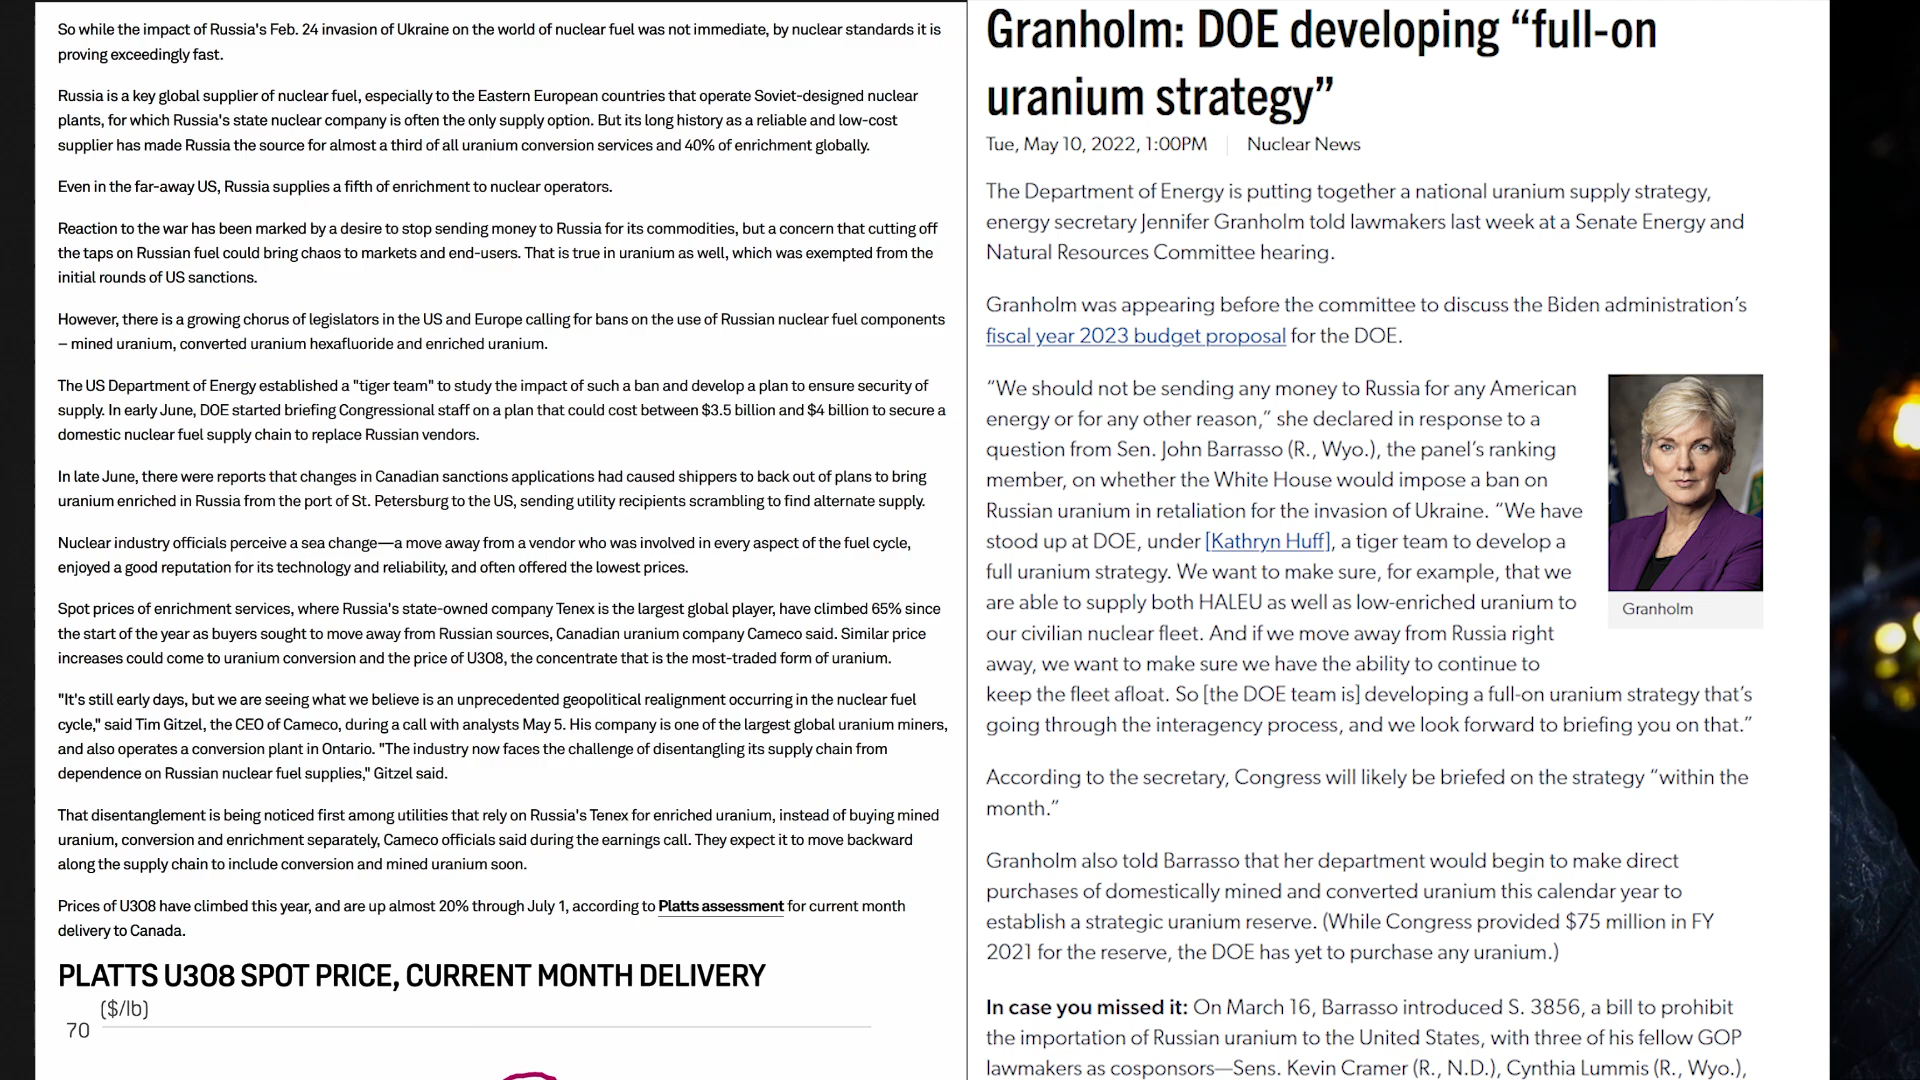 So while the impact of Russia's Feb. 24 invasion of Ukraine on the world of nuclear fuel was not immediate, by nuclear standards it is
proving exceedingly fast.
Russia is a key global supplier of nuclear fuel, especially to the Eastern European countries that operate Soviet-designed nuclear
plants, for which Russia's state nuclear company is often the only supply option. But its long history as a reliable and low-cost
supplier has made Russia the source for almost a third of all uranium conversion services and 40% of enrichment globally.
Even in the far-away US, Russia supplies a fifth of enrichment to nuclear operators.
Reaction to the war has been marked by a desire to stop sending money to Russia for its commodities, but a concern that cutting off
the taps on Russian fuel could bring chaos to markets and end-users. That is true in uranium as well, which was exempted from the
initial rounds of US sanctions.
However, there is a growing chorus of legislators in the US and Europe calling for bans on the use of Russian nuclear fuel components
– mined uranium, converted uranium hexafluoride and enriched uranium.
The US Department of Energy established a "tiger team" to study the impact of such a ban and develop a plan to ensure security of
supply. In early June, DOE started briefing Congressional staff on a plan that could cost between $3.5 billion and $4 billion to secure a
domestic nuclear fuel supply chain to replace Russian vendors.
In late June, there were reports that changes in Canadian sanctions applications had caused shippers to back out of plans to bring
uranium enriched in Russia from the port of St. Petersburg to the US, sending utility recipients scrambling to find alternate supply.
Nuclear industry officials perceive a sea change—a move away from a vendor who was involved in every aspect of the fuel cycle,
enjoyed a good reputation for its technology and reliability, and often offered the lowest prices.
Spot prices of enrichment services, where Russia's state-owned company Tenex is the largest global player, have climbed 65% since
the start of the year as buyers sought to move away from Russian sources, Canadian uranium company Cameco said. Similar price
increases could come to uranium conversion and the price of U3O8, the concentrate that is the most-traded form of uranium.
"It's still early days, but we are seeing what we believe is an unprecedented geopolitical realignment occurring in the nuclear fuel
cycle," said Tim Gitzel, the CEO of Cameco, during a call with analysts May 5. His company is one of the largest global uranium miners,
and also operates a conversion plant in Ontario. "The industry now faces the challenge of disentangling its supply chain from
dependence on Russian nuclear fuel supplies," Gitzel said.
That disentanglement is being noticed first among utilities that rely on Russia's Tenex for enriched uranium, instead of buying mined
uranium, conversion and enrichment separately, Cameco officials said during the earnings call. They expect it to move backward
along the supply chain to include conversion and mined uranium soon.
Prices of U3O8 have climbed this year, and are up almost 20% through July 1, according to Platts assessment for current month
delivery to Canada.
PLATTS U3O8 SPOT PRICE, CURRENT MONTH DELIVERY
($/lb)
70
Granholm: DOE developing “full-on
uranium strategy”
Tue, May 10, 2022, 1:00PM Nuclear News
The Department of Energy is putting together a national uranium supply strategy,
energy secretary Jennifer Granholm told lawmakers last week at a Senate Energy and
Natural Resources Committee hearing.
Granholm was appearing before the committee to discuss the Biden administration’s
fiscal year 2023 budget proposal for the DOE.
“We should not be sending any money to Russia for any American
energy or for any other reason,” she declared in response to a
question from Sen. John Barrasso (R., Wyo.), the panel’s ranking
member, on whether the White House would impose a ban on
Russian uranium in retaliation for the invasion of Ukraine. “We have
stood up at DOE, under [Kathryn Huff], a tiger team to develop a
full uranium strategy. We want to make sure, for example, that we
are able to supply both HALEU as well as low-enriched uranium to
our civilian nuclear fleet. And if we move away from Russia right
away, we want to make sure we have the ability to continue to
keep the fleet afloat. So [the DOE team is] developing a full-on uranium strategy that’s
going through the interagency process, and we look forward to briefing you on that.”
Granholm
According to the secretary, Congress will likely be briefed on the strategy “within the
month.”
Granholm also told Barrasso that her department would begin to make direct
purchases of domestically mined and converted uranium this calendar year to
establish a strategic uranium reserve. (While Congress provided $75 million in FY
2021 for the reserve, the DOE has yet to purchase any uranium.)
In case you missed it: On March 16, Barrasso introduced S. 3856, a bill to prohibit
the importation of Russian uranium to the United States, with three of his fellow GOP
lawmakers as cosponsors—Sens. Kevin Cramer (R., N.D.), Cynthia Lummis (R., Wyo.),